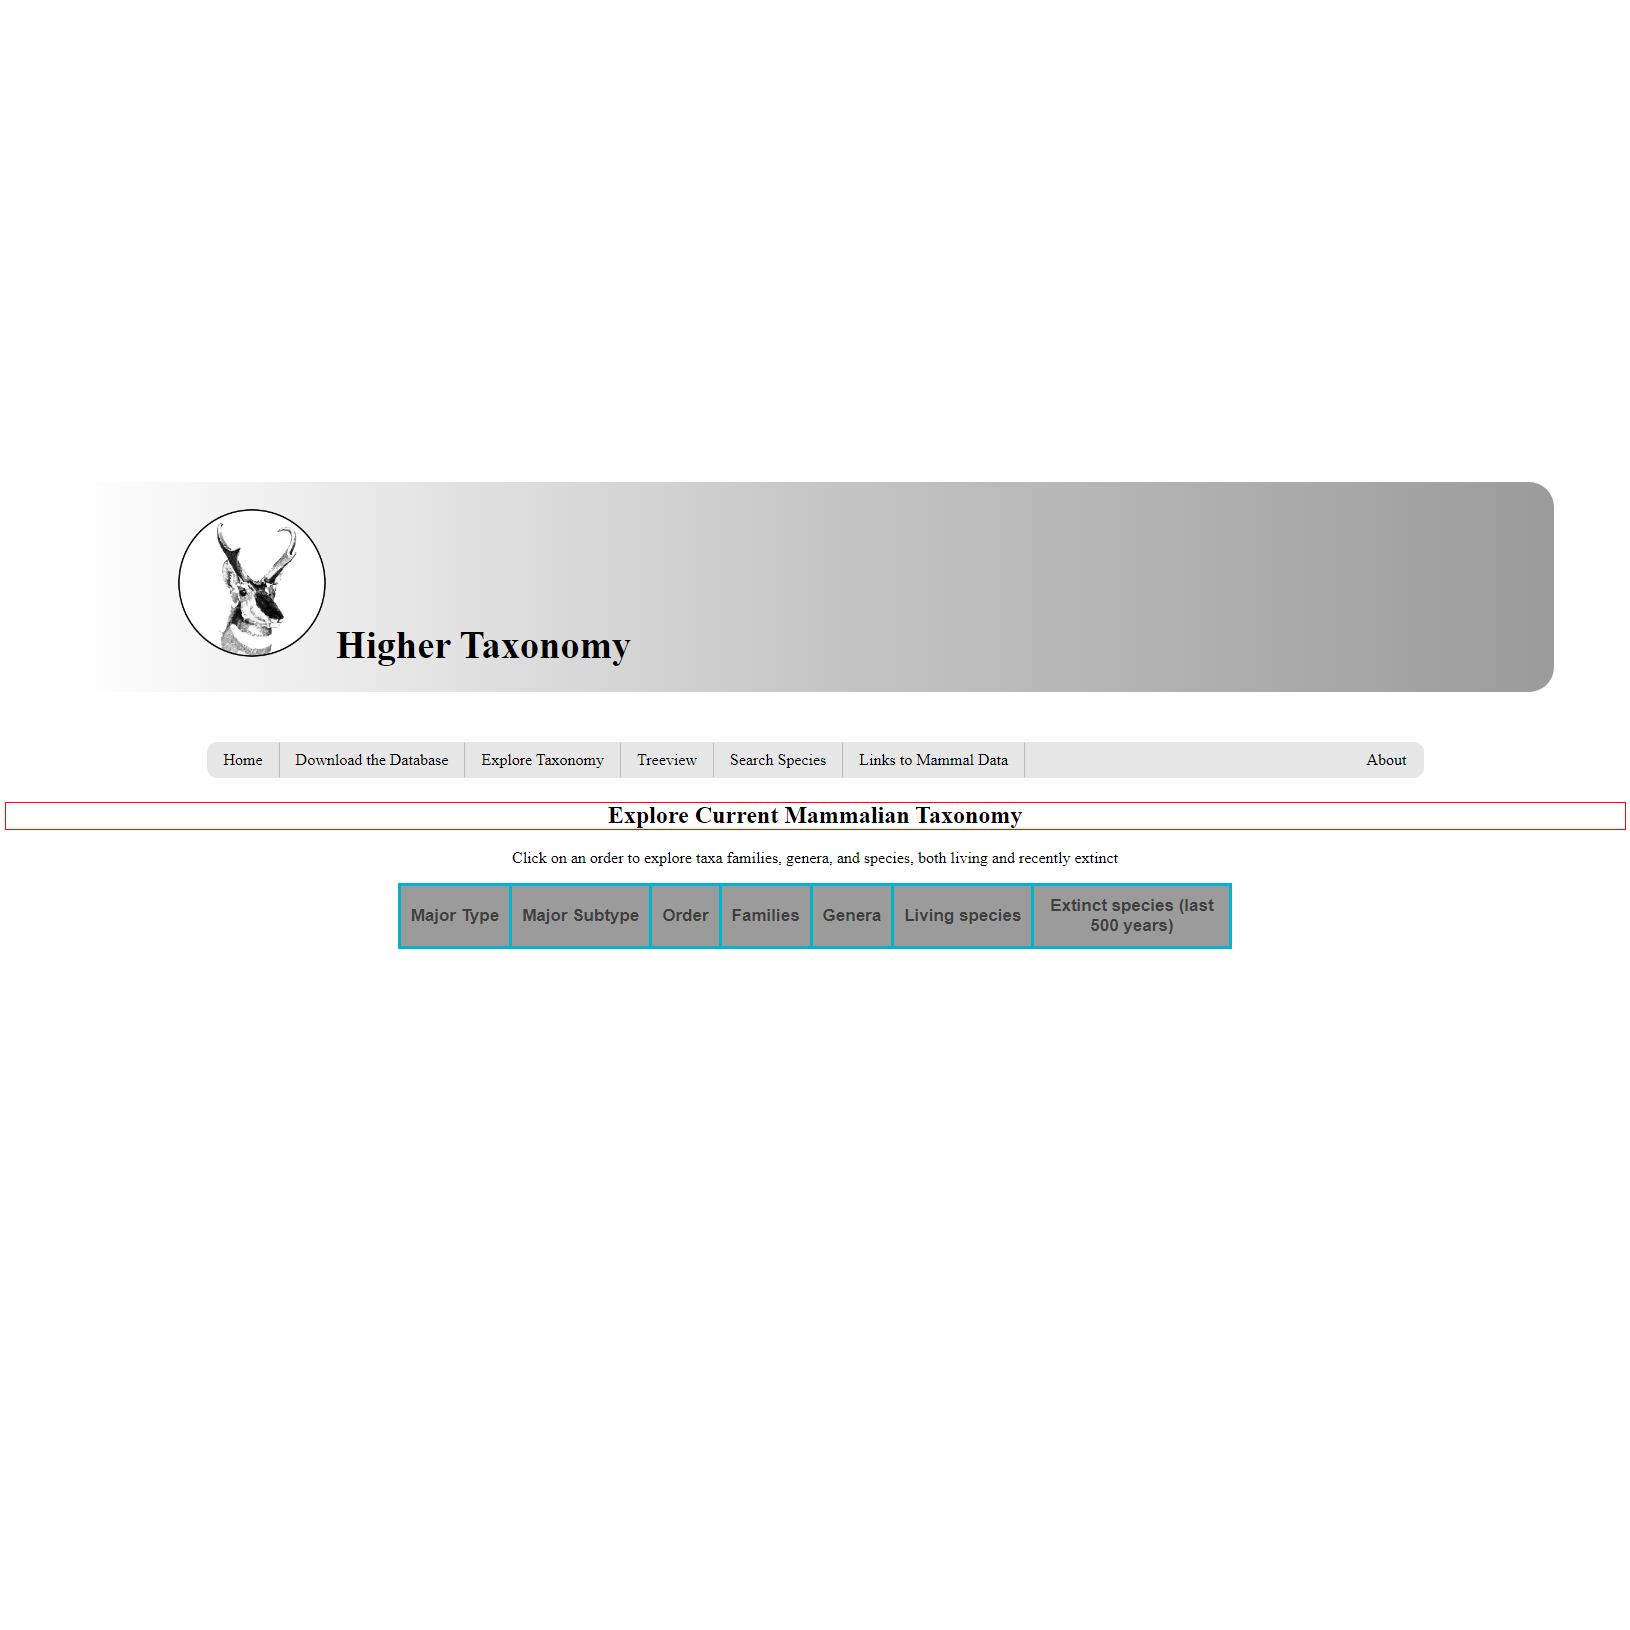 Higher Taxonomy
Home Download the Database Explore Taxonomy Treeview Search Species Links to Mammal Data About
Explore Current Mammalian Taxonomy
Click on an order to explore taxa families, genera, and species, both living and recently extinct
Major Type Major Subtype Order Families Genera Living species Extinct species (last
500 years)